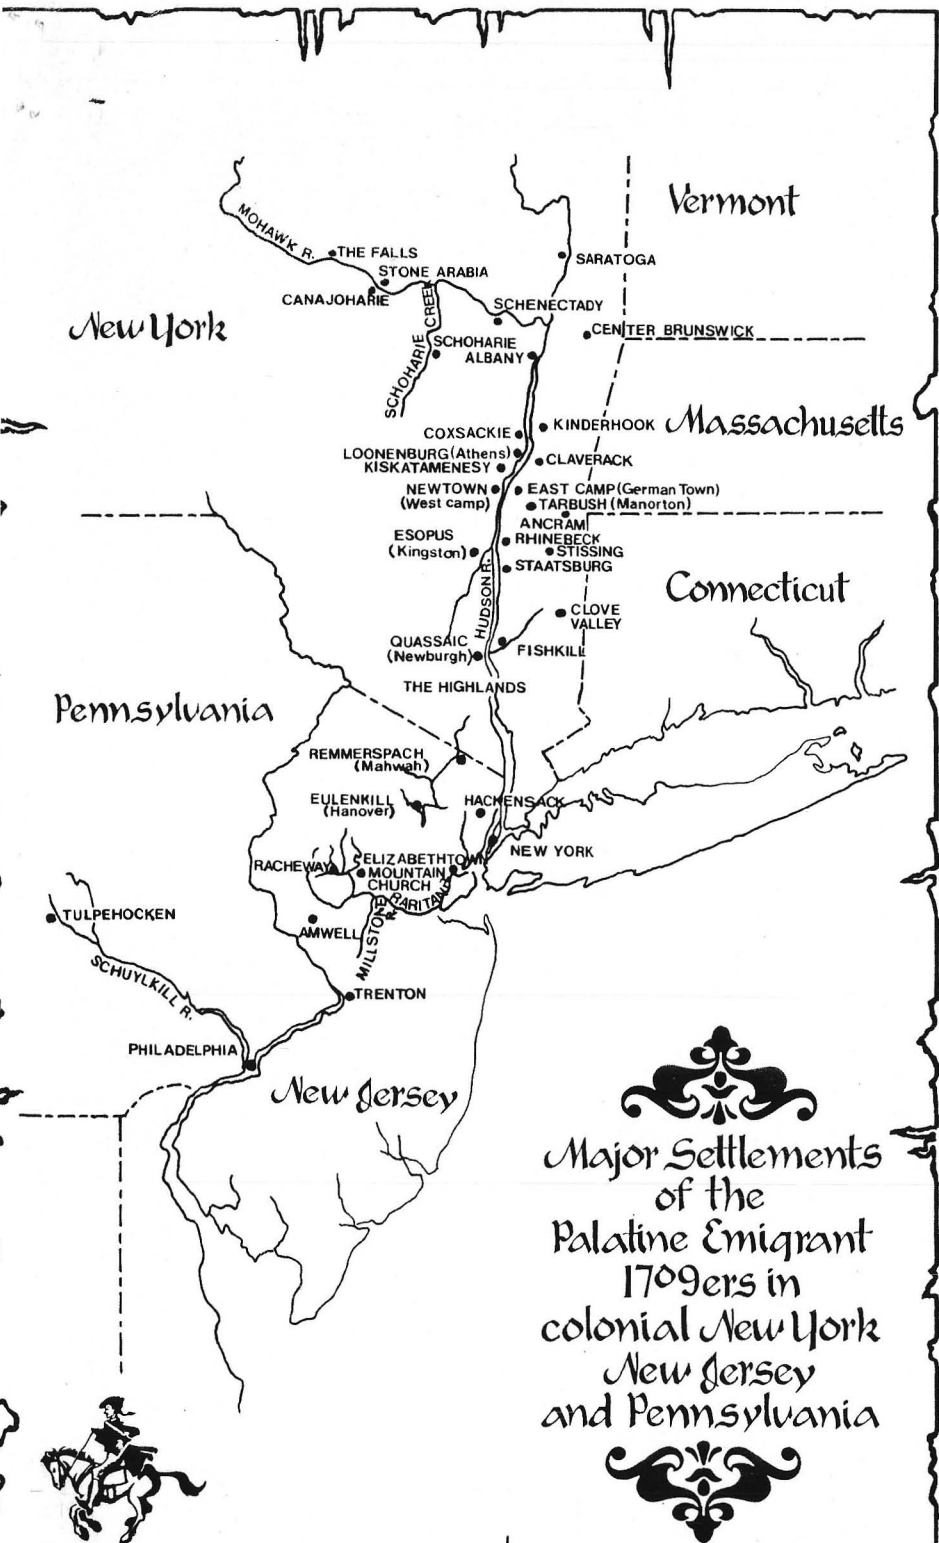 Vermont
MOHAWK R.
THE FALLS
SARATOGA
STONE ARABIA
CANAJOHARIE
SCHOHARIE CREEK
SCHENECTADY
New York
CENTER BRUNSWICK
SCHOHARIE
ALBANY
COXSACKIE
KINDERHOOK
Massachusetts
LOONENBURG (Athens)
KISKATAMENESY
CLAVERACK
NEWTOWN
(West camp)
EAST CAMP (German Town)
TARBUSH (Manorton)
ANCRAM
ESOPUS
(Kingston)
RHINEBECK
STISSING
STAATSBURG
HUDSON R.
Connecticut
CLOVE
VALLEY
QUASSAIC
(Newburgh)
FISHKILL
THE HIGHLANDS
Pennsylvania
REMMERSPACH
(Mahwah)
EULENKILL
(Hanover)
HACKENSACK
NEW YORK
RACHEWAY
ELIZABETHTOWN
MOUNTAIN
CHURCH
RARITAN R.
TULPEHOCKEN
AMWELL
MILLSTONE R.
SCHUYLKILL R.
TRENTON
PHILADELPHIA
New Jersey
Major Settlements
of the
Palatine Emigrant
1709ers in
colonial New York
New Jersey
and Pennsylvania